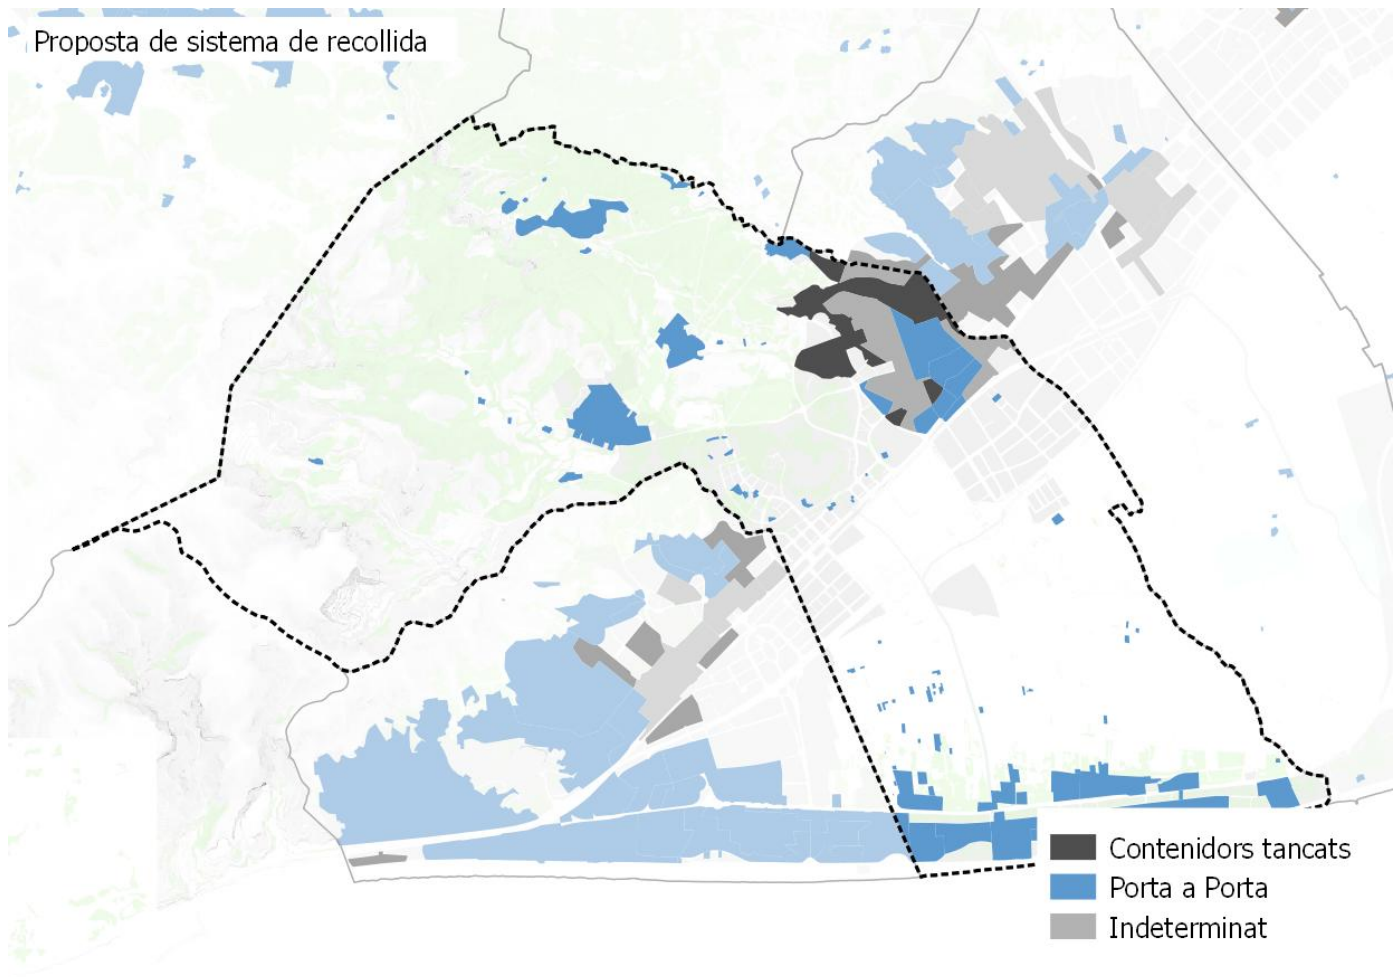 Proposta de sistema de recollida
Contenidors tancats
Porta a Porta
Indeterminat